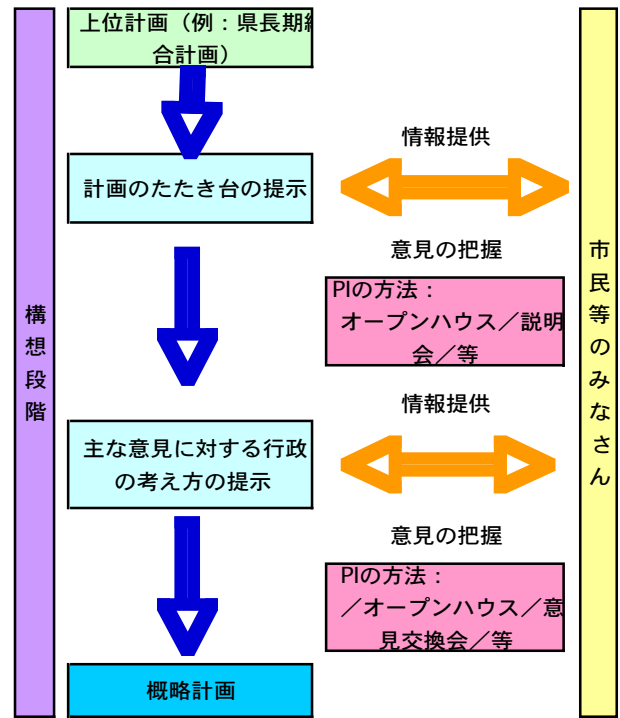 上位計画（例：県長期総
合計画）
情報提供
計画のたたき台の提示
意見の把握
PIの方法：
オープンハウス／説明
会／等
構想段階
市民等のみなさん
情報提供
主な意見に対する行政
の考え方の提示
意見の把握
PIの方法：
／オープンハウス／意
見交換会／等
概略計画